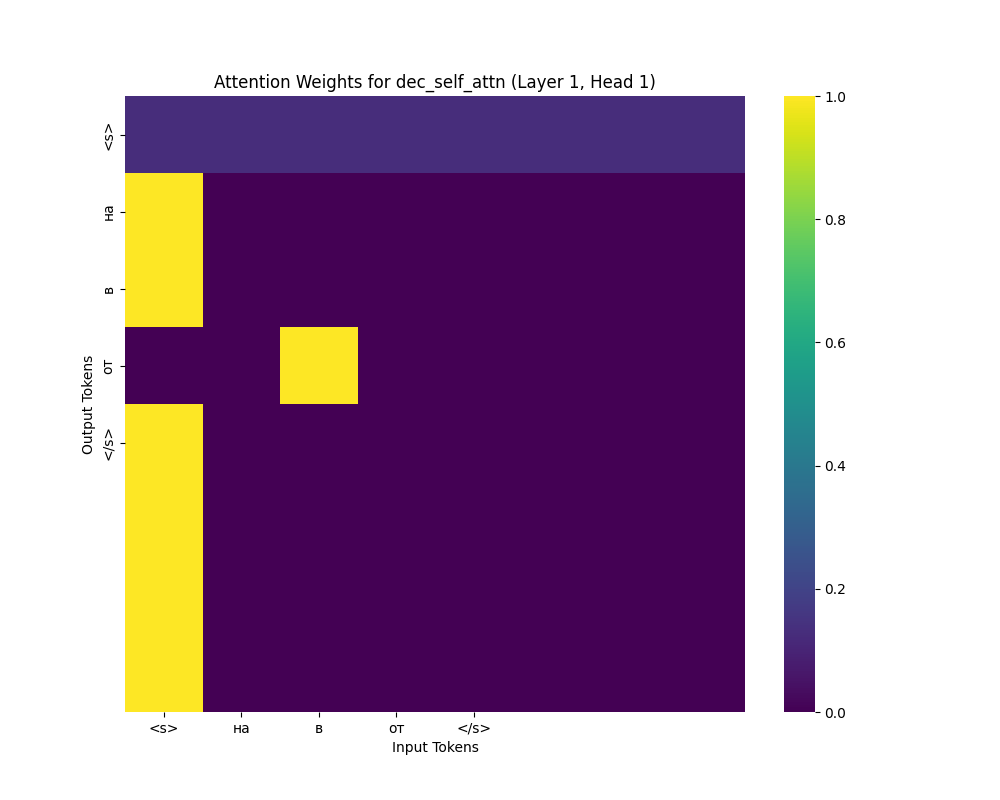 Attention Weights for dec_self_attn (Layer 1, Head 1)
Output Tokens
<s>
на
в
от
</s>
<s> на в от </s>
Input Tokens
1.0
0.8
0.6
0.4
0.2
0.0